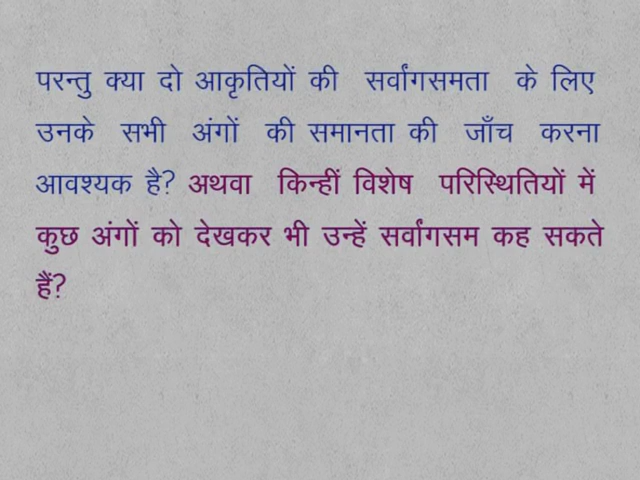 परन्तु क्या दो आकृतियों की सर्वांगसमता के लिए
उनके सभी अंगों की समानता की जाँच करना
आवश्यक है? अथवा किन्हीं विशेष परिस्थितियों में
कुछ अंगों को देखकर भी उन्हें सर्वांगसम कह सकते
हैं?